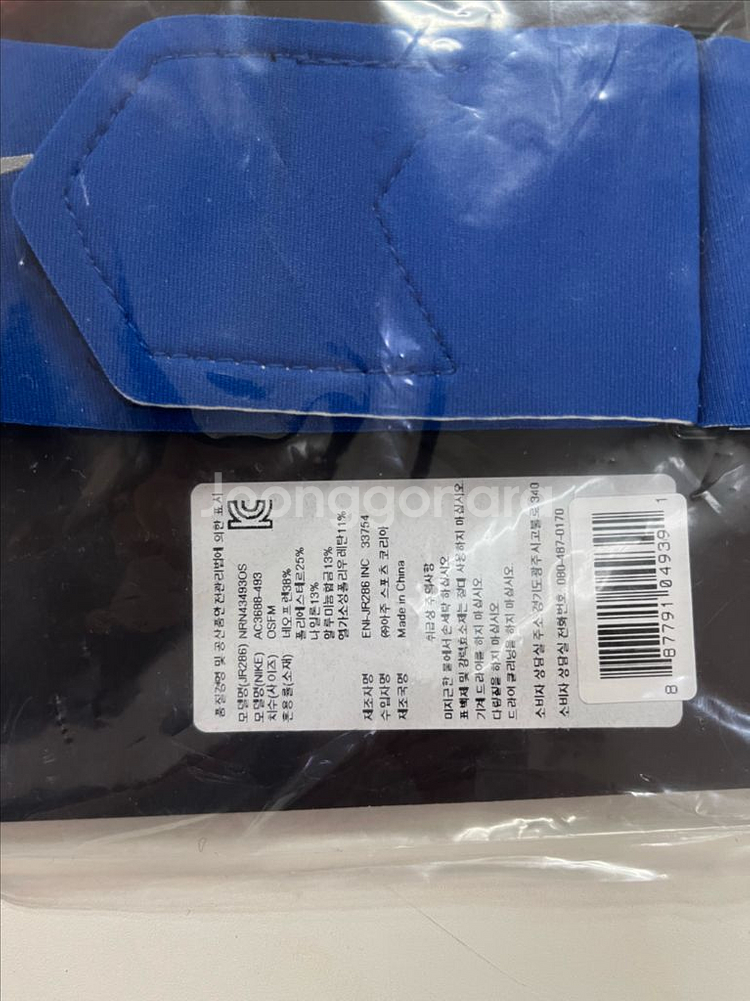 Joonggonara
품질경영 및 공산품안전관리법에 의한 표시
모델명(JR286) NRN43493OS
모델명(NIKE) AC3688-493
치수(사이즈) OSFM
혼용률(소재) 네오프렌38%
폴리에스테르25%
나일론13%
알루미늄합금13%
열가소성폴리우레탄11%
제조자명 ENI-JR286 INC 33754
수입자명 ㈜아주 스포츠 코리아
제조국명 Made in China
취급상 주의사항
미지근한 물에서 손세탁 하십시오
표백제 및 강력효소제는 절대 사용하지 마십시오
기계 드라이를 하지 마십시오
다림질을 하지 마십시오
드라이 클리닝을 하지 마십시오
소비자 상담실 주소 경기도 광주시 고불로 340
소비자 상담실 전화번호 080-487-0170
8 87791 04939 1